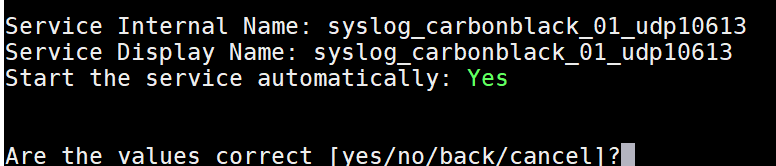 Service Internal Name: syslog_carbonblack_01_udp10613
Service Display Name: syslog_carbonblack_01_udp10613
Start the service automatically: Yes
Are the values correct [yes/no/back/cancel]?